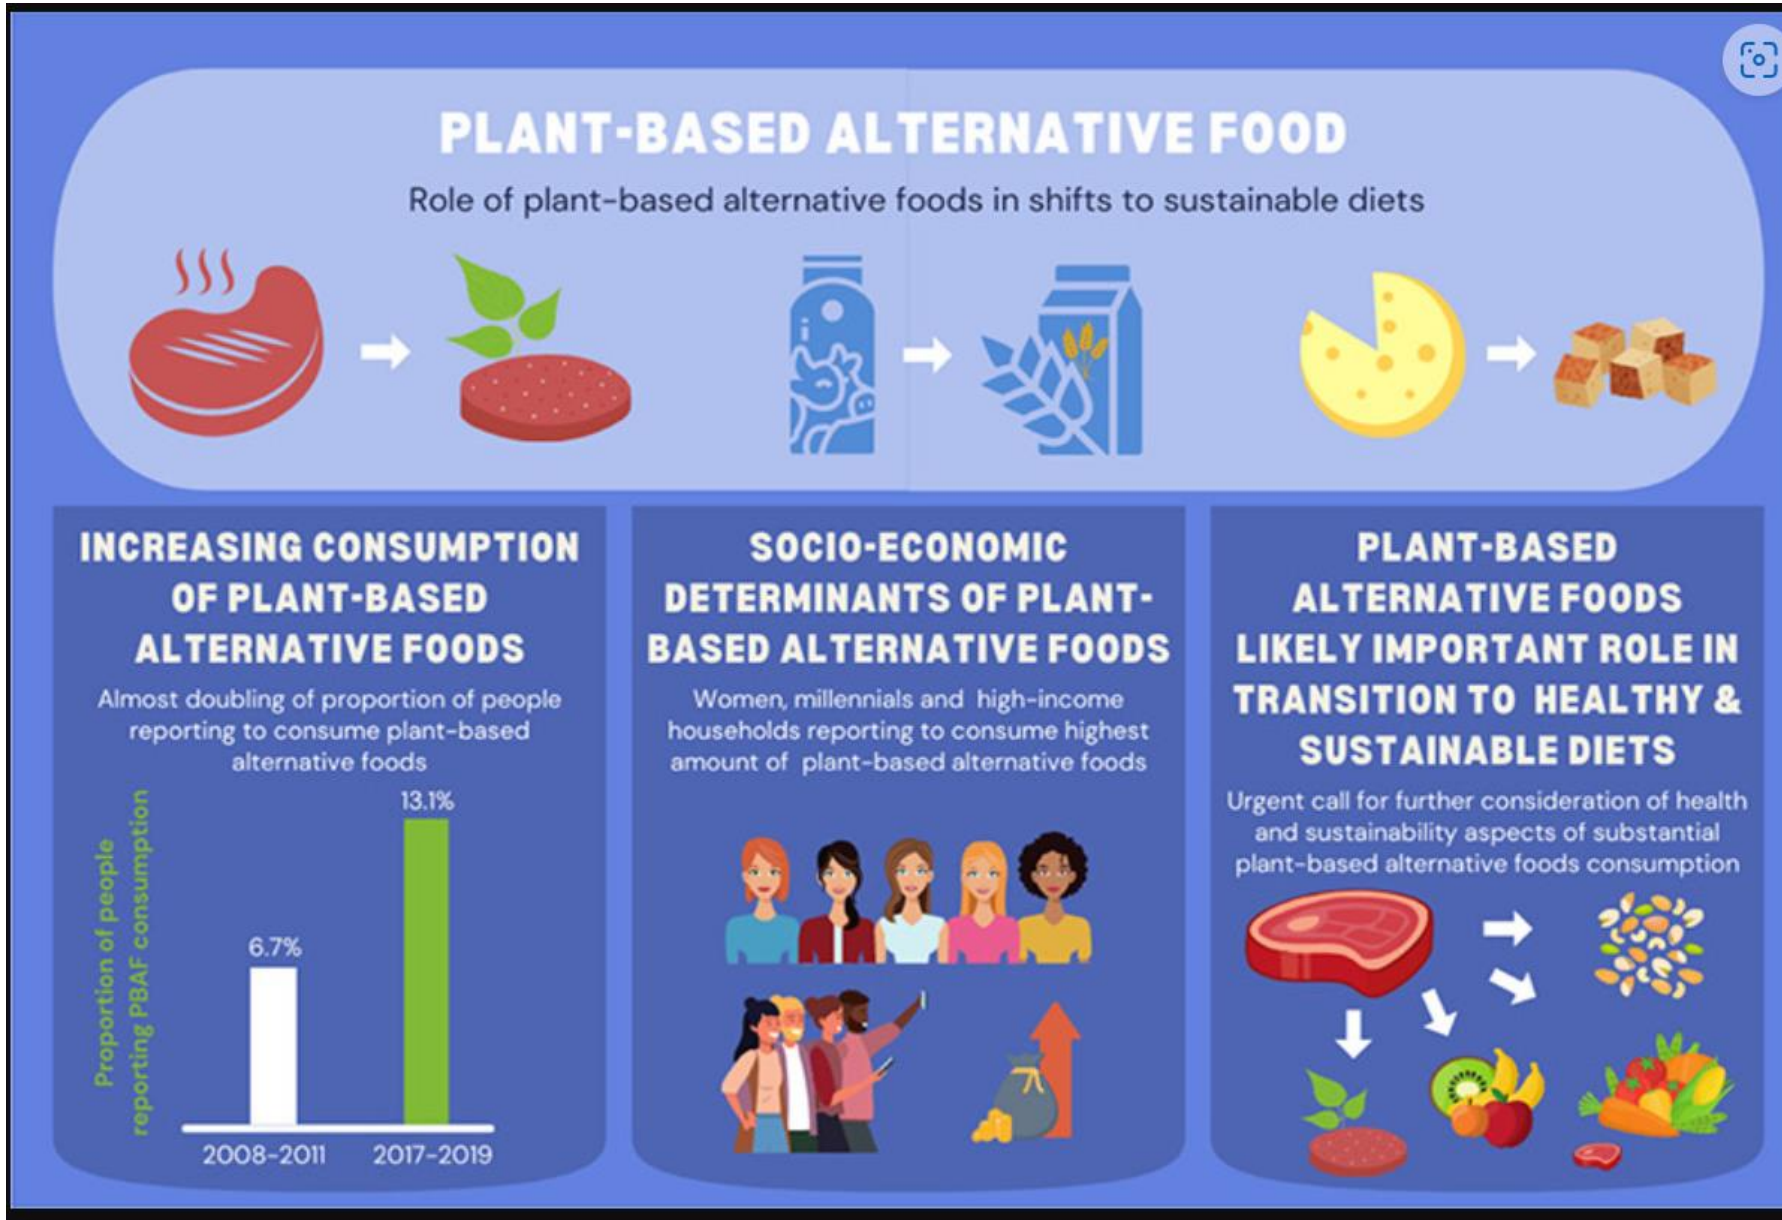 PLANT-BASED ALTERNATIVE FOOD
Role of plant-based alternative foods in shifts to sustainable diets
INCREASING CONSUMPTION
OF PLANT-BASED
ALTERNATIVE FOODS
Almost doubling of proportion of people
reporting to consume plant-based
alternative foods
Proportion of people
reporting PBAF consumption
13.1%
6.7%
2008-2011
2017-2019
SOCIO-ECONOMIC
DETERMINANTS OF PLANT-
BASED ALTERNATIVE FOODS
Women, millennials and high-income
households reporting to consume highest
amount of plant-based alternative foods
PLANT-BASED
ALTERNATIVE FOODS
LIKELY IMPORTANT ROLE IN
TRANSITION TO HEALTHY &
SUSTAINABLE DIETS
Urgent call for further consideration of health
and sustainability aspects of substantial
plant-based alternative foods consumption